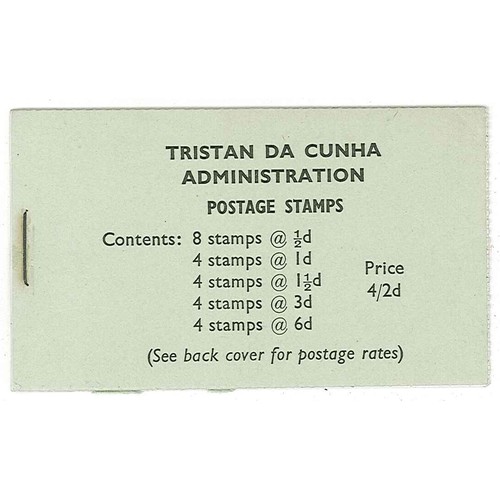 TRISTAN DA CUNHA
ADMINISTRATION
POSTAGE STAMPS
Contents: 8 stamps @ ½d
4 stamps @ 1d
4 stamps @ 1½d
4 stamps @ 3d
4 stamps @ 6d
Price
4/2d
(See back cover for postage rates)